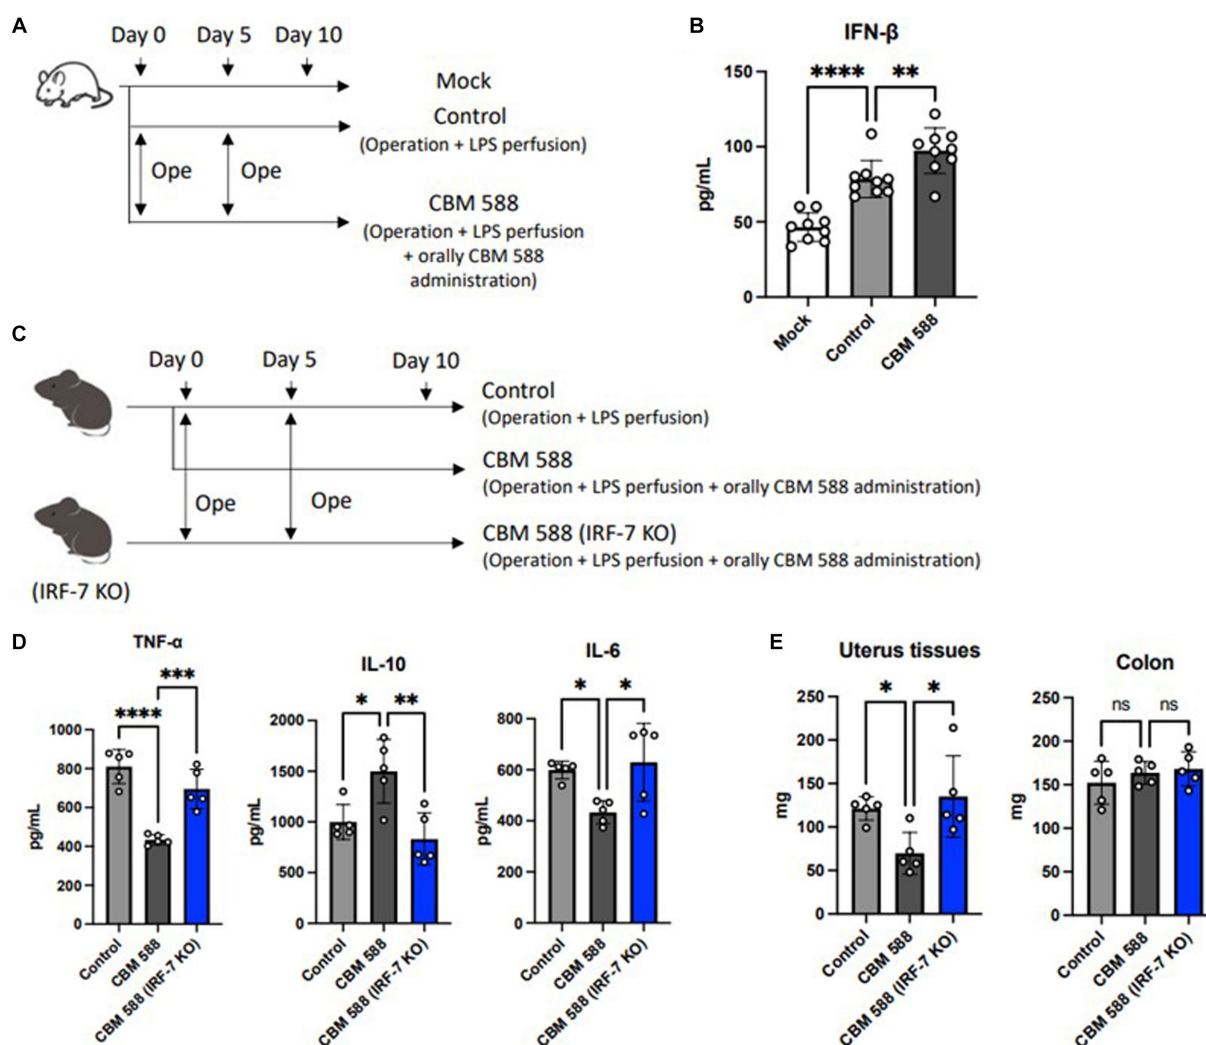 A
Day 0 Day 5 Day 10
Mock
Control
(Operation + LPS perfusion)
Ope Ope
CBM 588
(Operation + LPS perfusion
+ orally CBM 588
administration)
B
IFN-β
**** **
150
100
50
0
pg/mL
Mock Control CBM 588
C
Day 0 Day 5 Day 10
Control
(Operation + LPS perfusion)
CBM 588
(Operation + LPS perfusion + orally CBM 588 administration)
Ope Ope
CBM 588 (IRF-7 KO)
(Operation + LPS perfusion + orally CBM 588 administration)
(IRF-7 KO)
D
TNF-α
***
****
1000
800
600
400
200
0
pg/mL
Control CBM 588 CBM 588 (IRF-7 KO)
IL-10
* **
2000
1500
1000
500
0
pg/mL
Control CBM 588 CBM 588 (IRF-7 KO)
IL-6
* *
800
600
400
200
0
pg/mL
Control CBM 588 CBM 588 (IRF-7 KO)
E
Uterus tissues
* *
250
200
150
100
50
0
mg
Control CBM 588 CBM 588 (IRF-7 KO)
Colon
ns ns
250
200
150
100
50
0
mg
Control CBM 588 CBM 588 (IRF-7 KO)